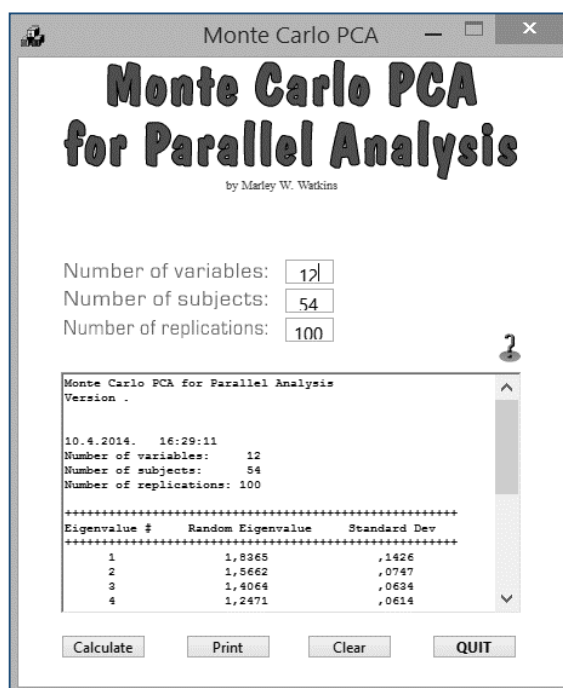 Monte Carlo PCA
Monte Carlo PCA
for Parallel Analysis
by Marley W. Watkins
Number of variables: 12
Number of subjects: 54
Number of replications: 100
?
Monte Carlo PCA for Parallel Analysis
Version .
10.4.2014. 16:29:11
Number of variables: 12
Number of subjects: 54
Number of replications: 100
++++++++++++++++++++++++++++++++++++++++++++++++++++++
Eigenvalue # Random Eigenvalue Standard Dev
++++++++++++++++++++++++++++++++++++++++++++++++++++++
1 1,8365 ,1426
2 1,5662 ,0747
3 1,4064 ,0634
4 1,2471 ,0614
Calculate Print Clear QUIT